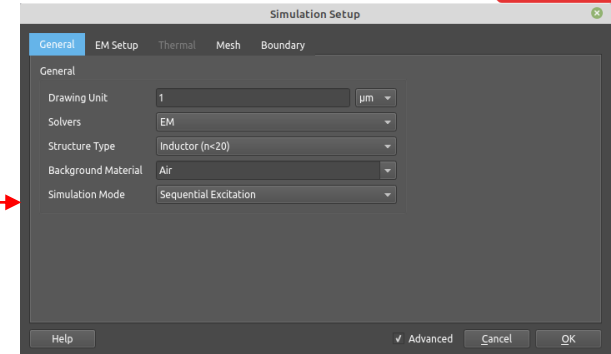 Simulation Setup
General EM Setup Thermal Mesh Boundary
General
Drawing Unit 1 µm
Solvers EM
Structure Type Inductor (n<20)
Background Material Air
Simulation Mode Sequential Excitation
Help Advanced Cancel OK